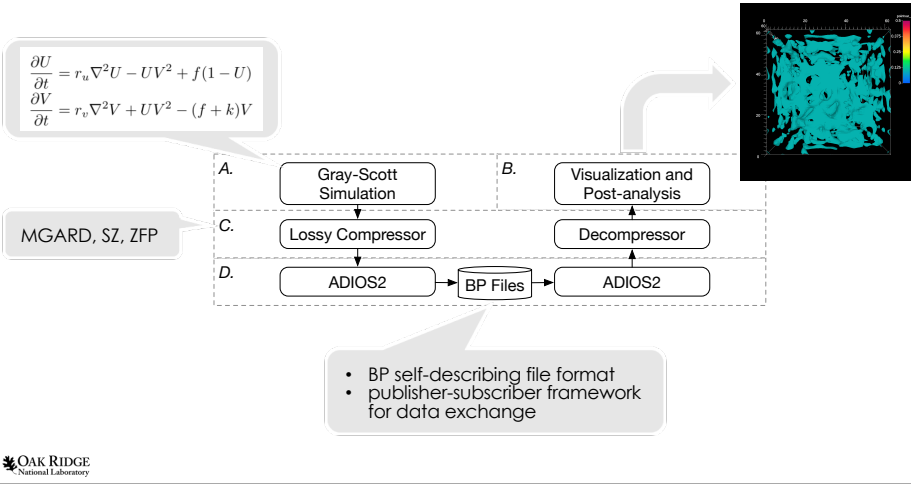 ∂U/∂t = r_u∇²U − UV² + f(1 − U)
∂V/∂t = r_v∇²V + UV² − (f + k)V
A.
Gray-Scott
Simulation
B.
Visualization and
Post-analysis
MGARD, SZ, ZFP
C.
Lossy Compressor
Decompressor
D.
ADIOS2
BP Files
ADIOS2
• BP self-describing file format
• publisher-subscriber framework
for data exchange
OAK RIDGE
National Laboratory